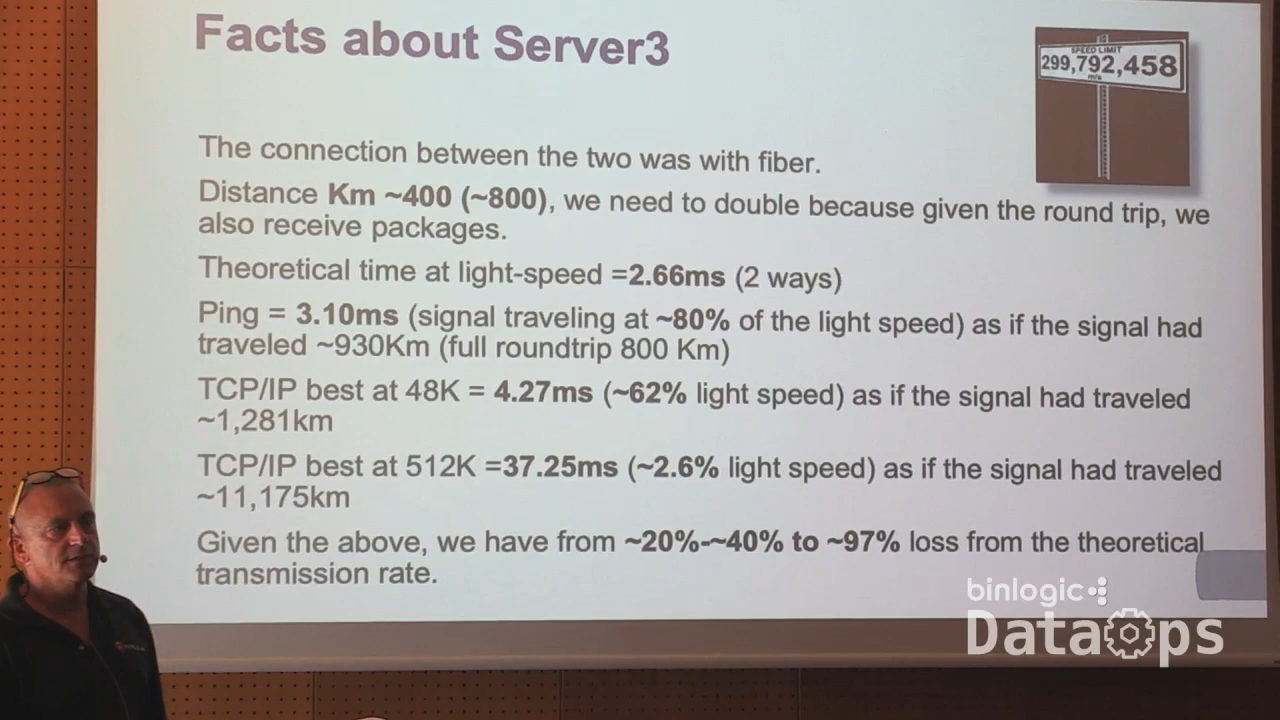 Facts about Server3
SPEED LIMIT
299,792,458
m/s
The connection between the two was with fiber.
Distance Km ~400 (~800), we need to double because given the round trip, we
also receive packages.
Theoretical time at light-speed =2.66ms (2 ways)
Ping = 3.10ms (signal traveling at ~80% of the light speed) as if the signal had
traveled ~930Km (full roundtrip 800 Km)
TCP/IP best at 48K = 4.27ms (~62% light speed) as if the signal had traveled
~1,281km
TCP/IP best at 512K =37.25ms (~2.6% light speed) as if the signal had traveled
~11,175km
Given the above, we have from ~20%-~40% to ~97% loss from the theoretical
transmission rate.
binlogic
DataOps